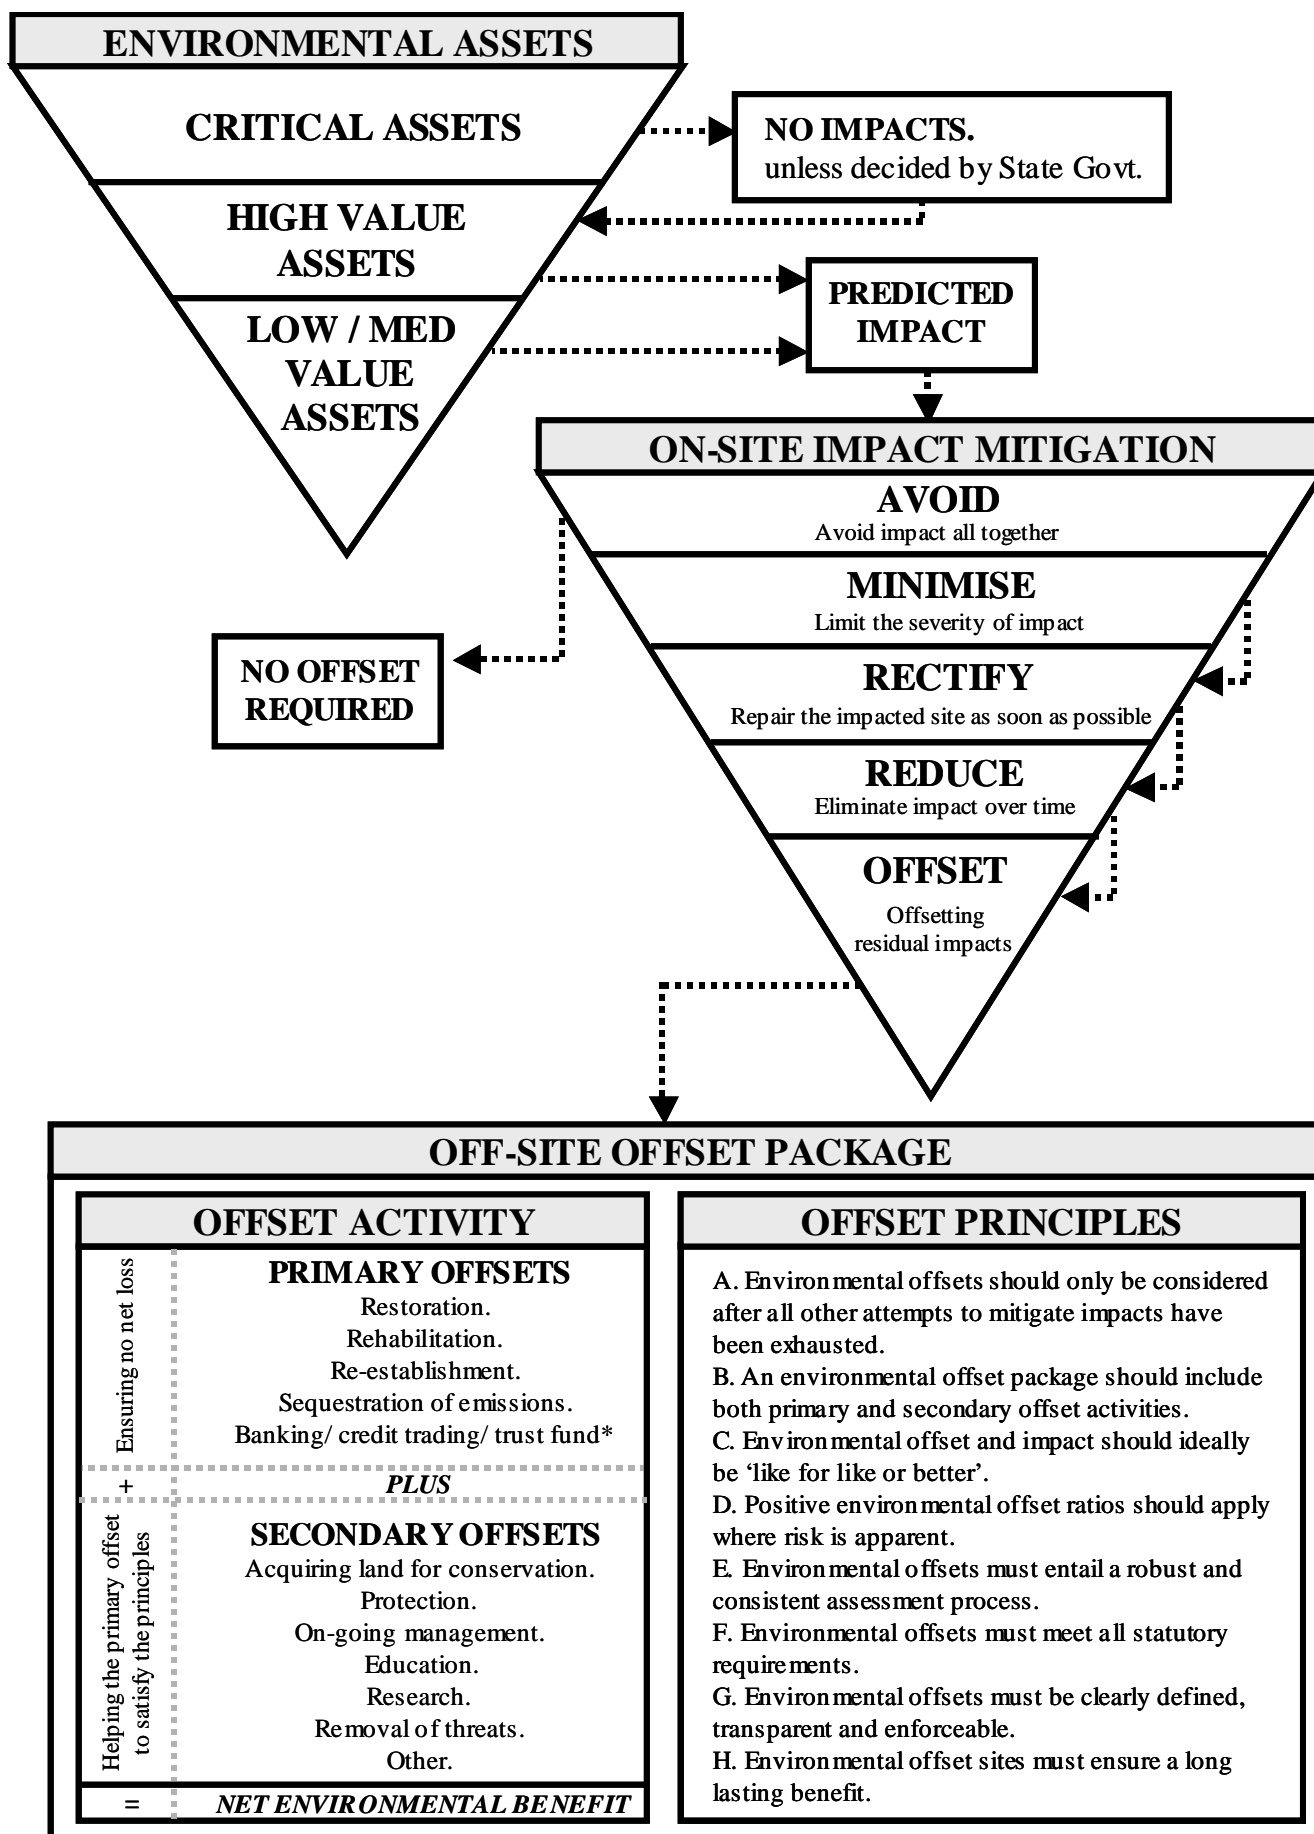 ENVIRONMENTAL ASSETS
CRITICAL ASSETS
HIGH VALUE
ASSETS
LOW / MED
VALUE
ASSETS
NO IMPACTS.
unless decided by State Govt.
PREDICTED
IMPACT
ON-SITE IMPACT MITIGATION
AVOID
Avoid impact all together
MINIMISE
Limit the severity of impact
RECTIFY
Repair the impacted site as soon as possible
REDUCE
Eliminate impact over time
OFFSET
Offsetting
residual impacts
NO OFFSET
REQUIRED
OFF-SITE OFFSET PACKAGE
OFFSET ACTIVITY
Ensuring no net loss
PRIMARY OFFSETS
Restoration.
Rehabilitation.
Re-establishment.
Sequestration of emissions.
Banking/ credit trading/ trust fund*
+
PLUS
Helping the primary offset
to satisfy the principles
SECONDARY OFFSETS
Acquiring land for conservation.
Protection.
On-going management.
Education.
Research.
Removal of threats.
Other.
=
NET ENVIRONMENTAL BENEFIT
OFFSET PRINCIPLES
A. Environmental offsets should only be considered
after all other attempts to mitigate impacts have
been exhausted.
B. An environmental offset package should include
both primary and secondary offset activities.
C. Environmental offset and impact should ideally
be ‘like for like or better’.
D. Positive environmental offset ratios should apply
where risk is apparent.
E. Environmental offsets must entail a robust and
consistent assessment process.
F. Environmental offsets must meet all statutory
requirements.
G. Environmental offsets must be clearly defined,
transparent and enforceable.
H. Environmental offset sites must ensure a long
lasting benefit.